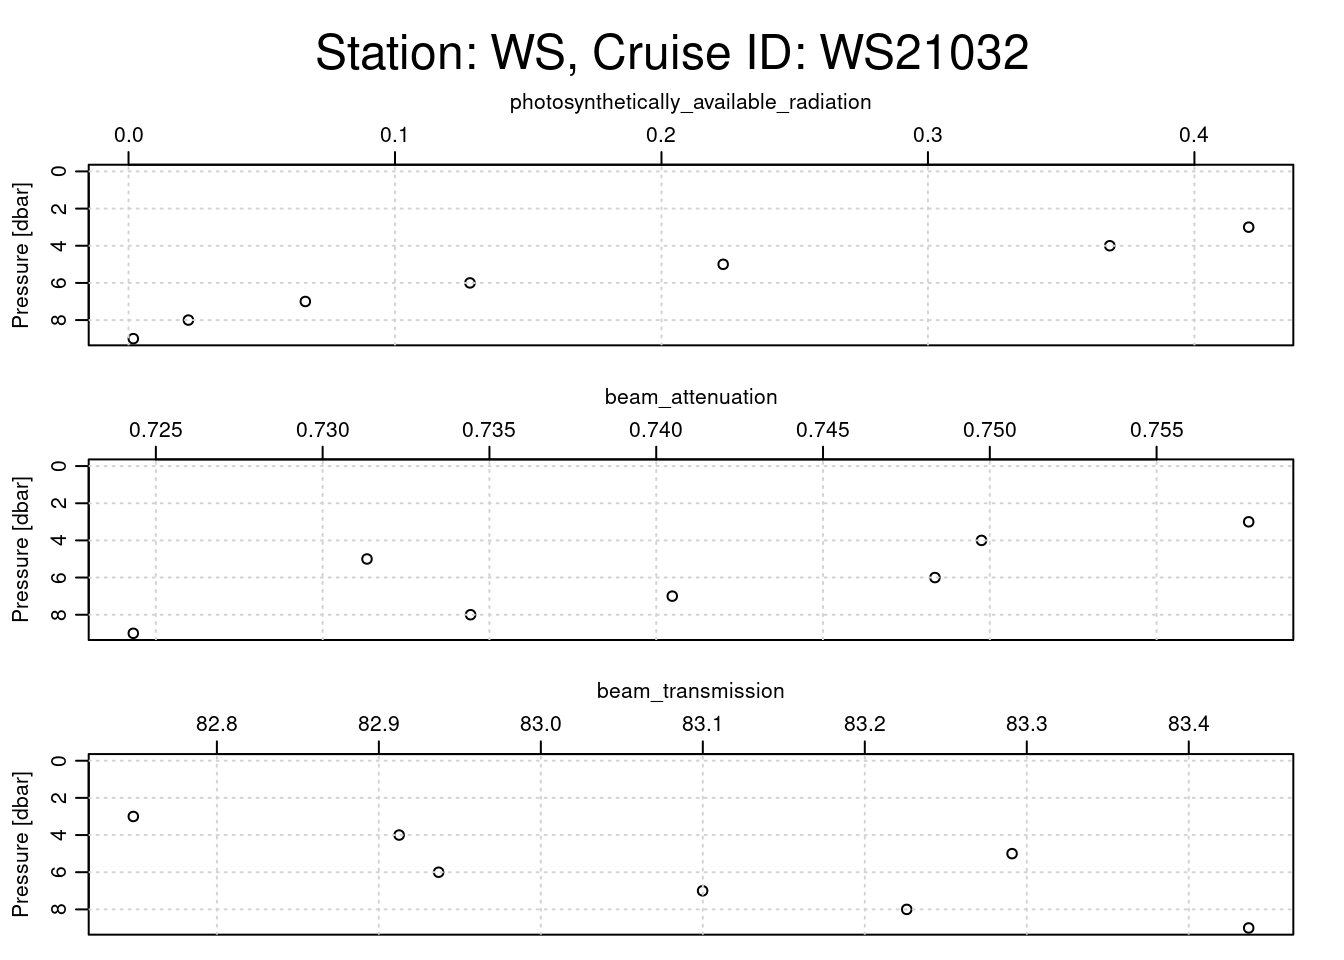 Station: WS, Cruise ID: WS21032
photosynthetically_available_radiation
0.0 0.1 0.2 0.3 0.4
Pressure [dbar]
0 2 4 6 8
beam_attenuation
0.725 0.730 0.735 0.740 0.745 0.750 0.755
Pressure [dbar]
0 2 4 6 8
beam_transmission
82.8 82.9 83.0 83.1 83.2 83.3 83.4
Pressure [dbar]
0 2 4 6 8